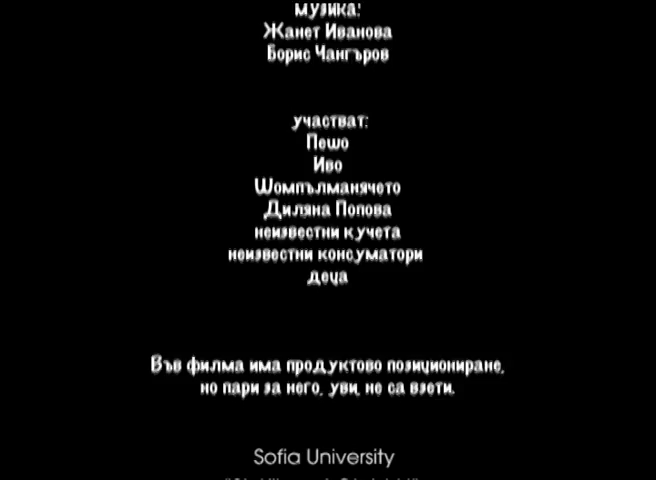 музика:
Жанет Иванова
Борис Чангъров
участват:
Пешо
Иво
Шомпълманячето
Диляна Попова
неизвестни кучета
неизвестни консуматори
деца
Във филма има продуктово позициониране,
но пари за него, уви, не са взети.
Sofia University